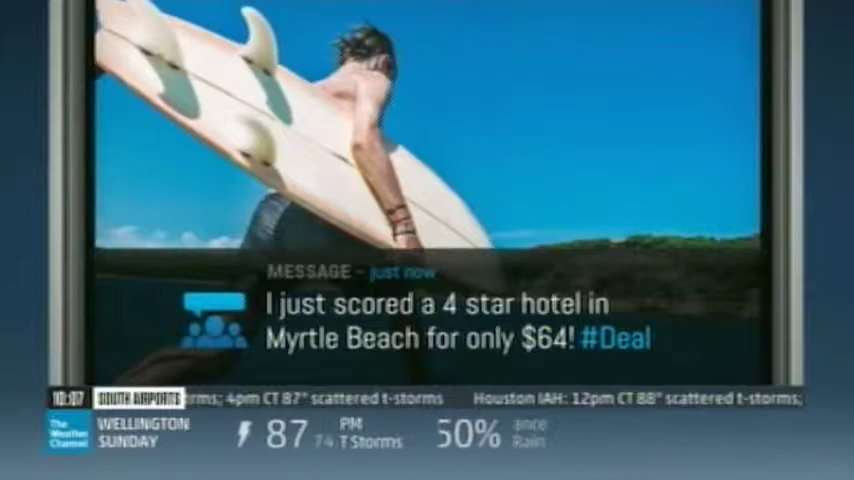 MESSAGE - just now
I just scored a 4 star hotel in
Myrtle Beach for only $64! #Deal
10:07 SOUTH AIRPORTS rms; 4pm CT 87° scattered t-storms Houston IAH: 12pm CT 88° scattered t-storms;
The Weather Channel
WELLINGTON
SUNDAY
87 74 PM
T Storms
50% ance
Rain